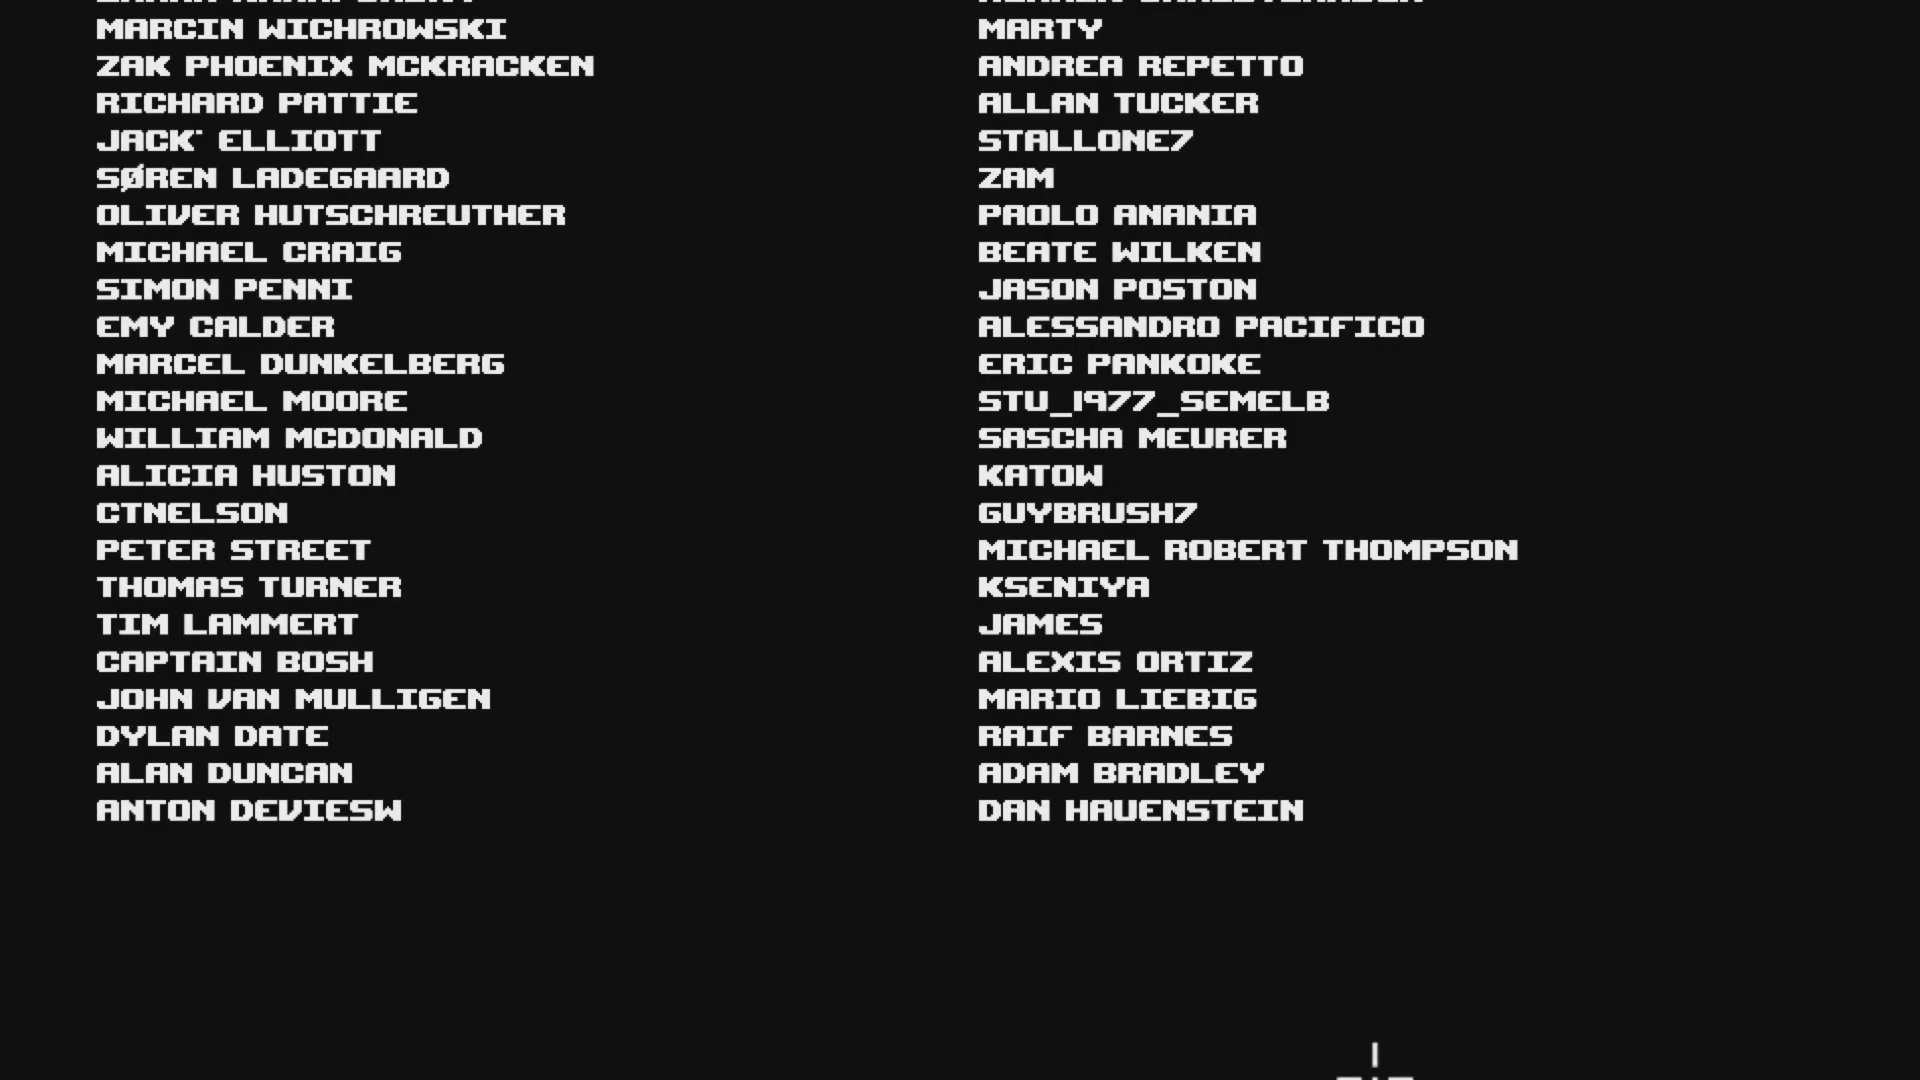 MARCIN WICHROWSKI
ZAK PHOENIX MCKRACKEN
RICHARD PATTIE
JACK* ELLIOTT
SØREN LADEGAARD
OLIVER HUTSCHREUTHER
MICHAEL CRAIG
SIMON PENNI
EMY CALDER
MARCEL DUNKELBERG
MICHAEL MOORE
WILLIAM MCDONALD
ALICIA HUSTON
CTNELSON
PETER STREET
THOMAS TURNER
TIM LAMMERT
CAPTAIN BOSH
JOHN VAN MULLIGEN
DYLAN DATE
ALAN DUNCAN
ANTON DEVIESW
MARTY
ANDREA REPETTO
ALLAN TUCKER
STALLONE7
ZAM
PAOLO ANANIA
BEATE WILKEN
JASON POSTON
ALESSANDRO PACIFICO
ERIC PANKOKE
STU_1977_SEMELB
SASCHA MEURER
KATOW
GUYBRUSH7
MICHAEL ROBERT THOMPSON
KSENIYA
JAMES
ALEXIS ORTIZ
MARIO LIEBIG
RAIF BARNES
ADAM BRADLEY
DAN HAUENSTEIN